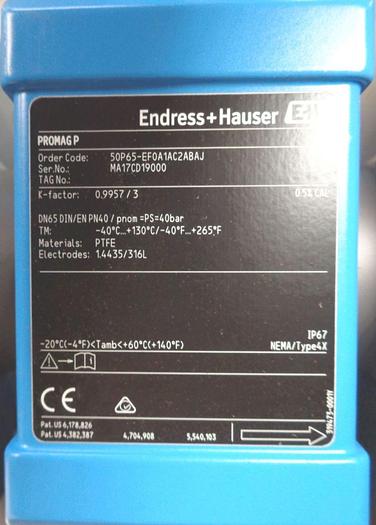 Endress+Hauser
PROMAG P
Order Code: 50P65-EF0A1AC2ABAJ
Ser.No.: MA17CD19000
TAG No.:
K-factor: 0.9957 / 3 0.5% CAL
DN65 DIN/EN PN40 / pnom =PS=40bar
TM: -40°C...+130°C/-40°F...+265°F
Materials: PTFE
Electrodes: 1.4435/316L
IP67
-20°C(-4°F)<Tamb<+60°C(+140°F) NEMA/Type4X
CE
Pat. US 6,178,826
Pat. US 4,382,387 4,704,908 5,540,103
319473-0001Y